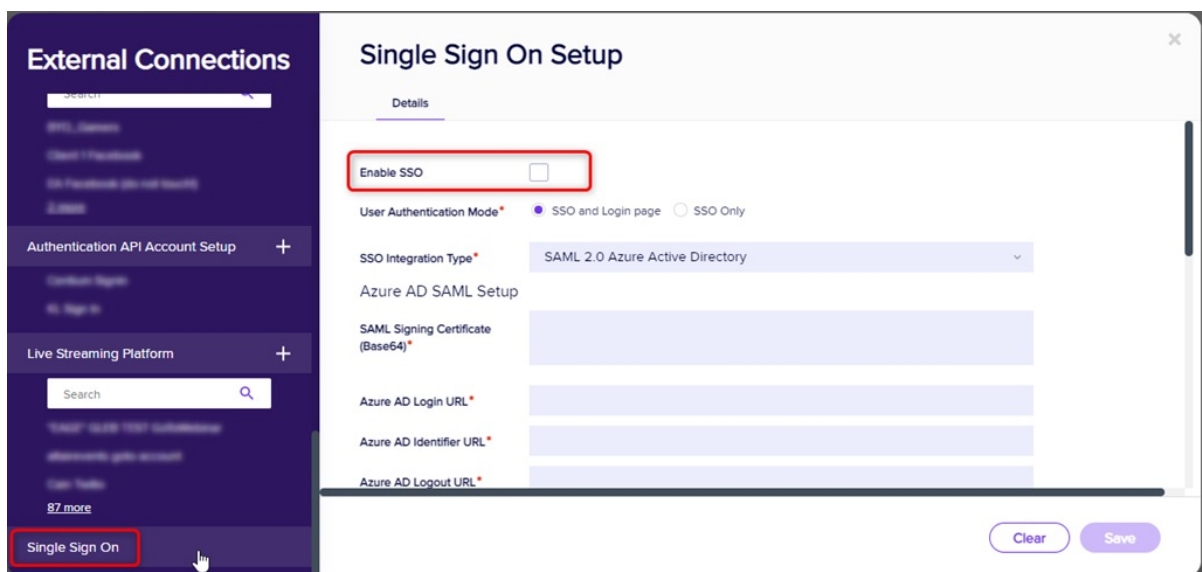 External Connections
Search
2 more
Authentication API Account Setup +
Live Streaming Platform +
Search
87 more
Single Sign On
Single Sign On Setup
×
Details
Enable SSO
User Authentication Mode* SSO and Login page SSO Only
SSO Integration Type* SAML 2.0 Azure Active Directory
Azure AD SAML Setup
SAML Signing Certificate
(Base64)*
Azure AD Login URL*
Azure AD Identifier URL*
Azure AD Logout URL*
Clear Save